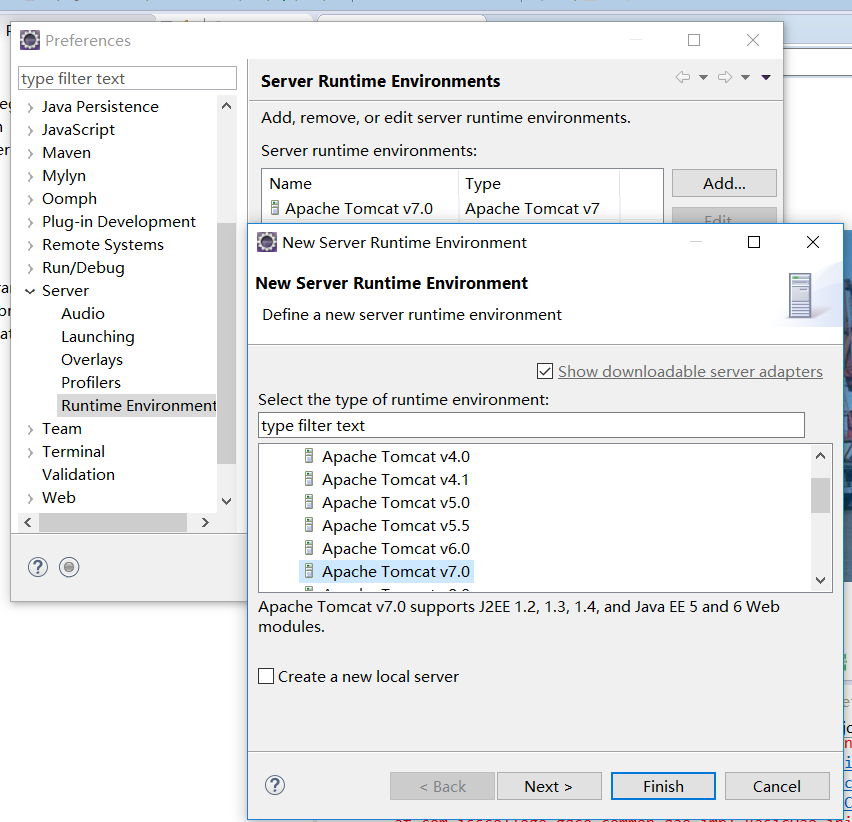 Preferences
type filter text
Java Persistence
JavaScript
Maven
Mylyn
Oomph
Plug-in Development
Remote Systems
Run/Debug
Server
Audio
Launching
Overlays
Profilers
Runtime Environment
Team
Terminal
Validation
Web
Server Runtime Environments
Add, remove, or edit server runtime environments.
Server runtime environments:
Name Type
Apache Tomcat v7.0 Apache Tomcat v7
Add...
Edit
New Server Runtime Environment
New Server Runtime Environment
Define a new server runtime environment
Show downloadable server adapters
Select the type of runtime environment:
type filter text
Apache Tomcat v4.0
Apache Tomcat v4.1
Apache Tomcat v5.0
Apache Tomcat v5.5
Apache Tomcat v6.0
Apache Tomcat v7.0
Apache Tomcat v7.0 supports J2EE 1.2, 1.3, 1.4, and Java EE 5 and 6 Web
modules.
Create a new local server
< Back Next > Finish Cancel